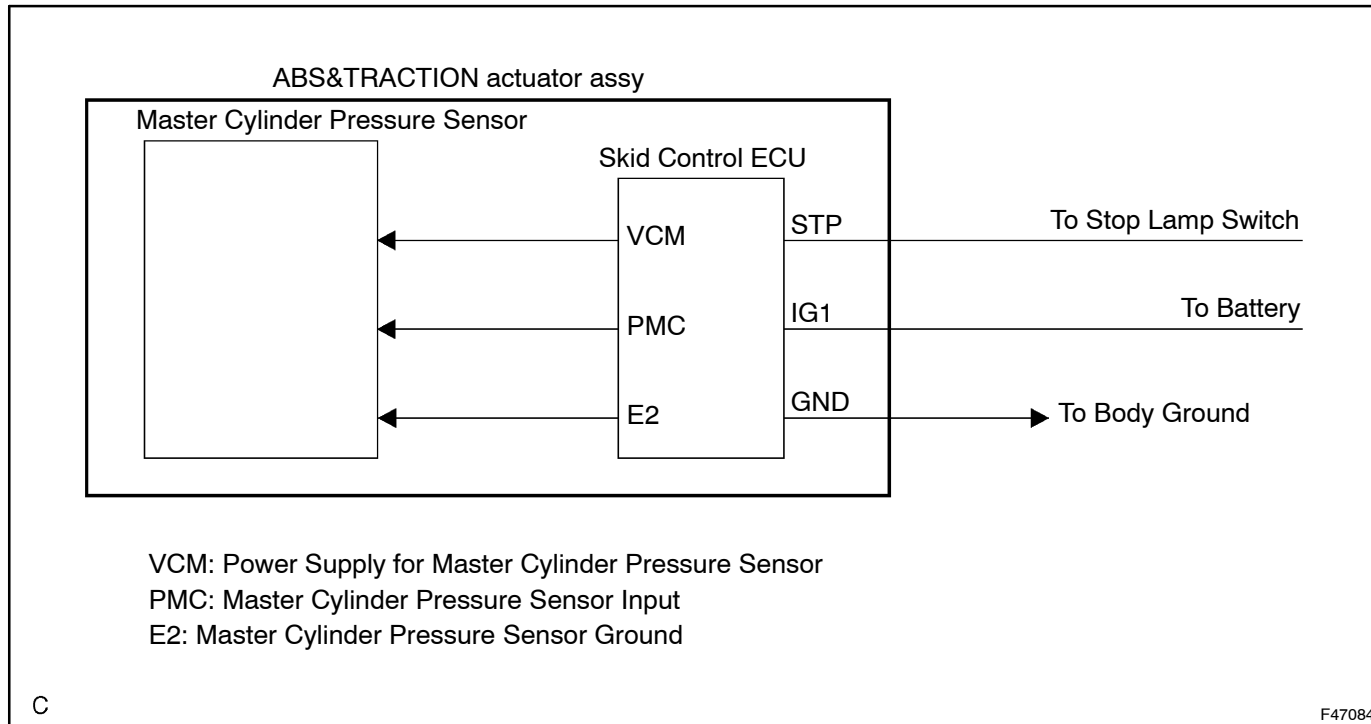 ABS&TRACTION actuator assy
Master Cylinder Pressure Sensor
Skid Control ECU
VCM
STP
To Stop Lamp Switch
PMC
IG1
To Battery
E2
GND
To Body Ground
VCM: Power Supply for Master Cylinder Pressure Sensor
PMC: Master Cylinder Pressure Sensor Input
E2: Master Cylinder Pressure Sensor Ground
C
F47084